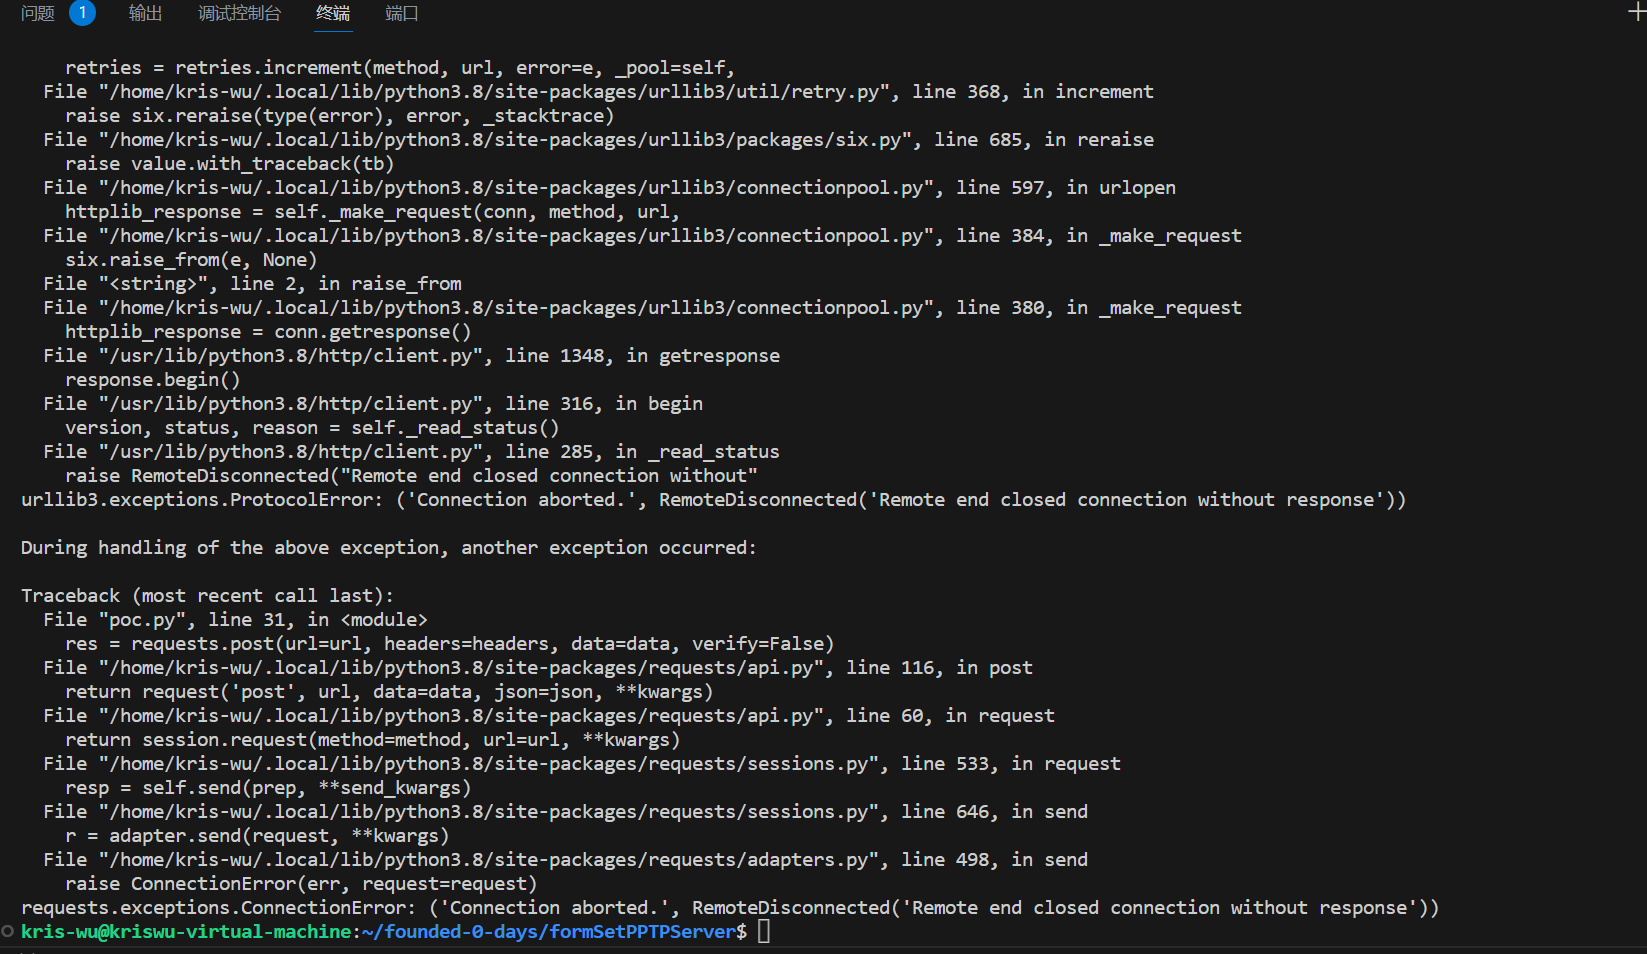 问题 1 输出 调试控制台 终端 端口
retries = retries.increment(method, url, error=e, _pool=self,
File "/home/kris-wu/.local/lib/python3.8/site-packages/urllib3/util/retry.py", line 368, in increment
raise six.reraise(type(error), error, _stacktrace)
File "/home/kris-wu/.local/lib/python3.8/site-packages/urllib3/packages/six.py", line 685, in reraise
raise value.with_traceback(tb)
File "/home/kris-wu/.local/lib/python3.8/site-packages/urllib3/connectionpool.py", line 597, in urlopen
httplib_response = self._make_request(conn, method, url,
File "/home/kris-wu/.local/lib/python3.8/site-packages/urllib3/connectionpool.py", line 384, in _make_request
six.raise_from(e, None)
File "<string>", line 2, in raise_from
File "/home/kris-wu/.local/lib/python3.8/site-packages/urllib3/connectionpool.py", line 380, in _make_request
httplib_response = conn.getresponse()
File "/usr/lib/python3.8/http/client.py", line 1348, in getresponse
response.begin()
File "/usr/lib/python3.8/http/client.py", line 316, in begin
version, status, reason = self._read_status()
File "/usr/lib/python3.8/http/client.py", line 285, in _read_status
raise RemoteDisconnected("Remote end closed connection without"
urllib3.exceptions.ProtocolError: ('Connection aborted.', RemoteDisconnected('Remote end closed connection without response'))
During handling of the above exception, another exception occurred:
Traceback (most recent call last):
File "poc.py", line 31, in <module>
res = requests.post(url=url, headers=headers, data=data, verify=False)
File "/home/kris-wu/.local/lib/python3.8/site-packages/requests/api.py", line 116, in post
return request('post', url, data=data, json=json, **kwargs)
File "/home/kris-wu/.local/lib/python3.8/site-packages/requests/api.py", line 60, in request
return session.request(method=method, url=url, **kwargs)
File "/home/kris-wu/.local/lib/python3.8/site-packages/requests/sessions.py", line 533, in request
resp = self.send(prep, **send_kwargs)
File "/home/kris-wu/.local/lib/python3.8/site-packages/requests/sessions.py", line 646, in send
r = adapter.send(request, **kwargs)
File "/home/kris-wu/.local/lib/python3.8/site-packages/requests/adapters.py", line 498, in send
raise ConnectionError(err, request=request)
requests.exceptions.ConnectionError: ('Connection aborted.', RemoteDisconnected('Remote end closed connection without response'))
kris-wu@kriswu-virtual-machine:~/founded-0-days/formSetPPTPServer$